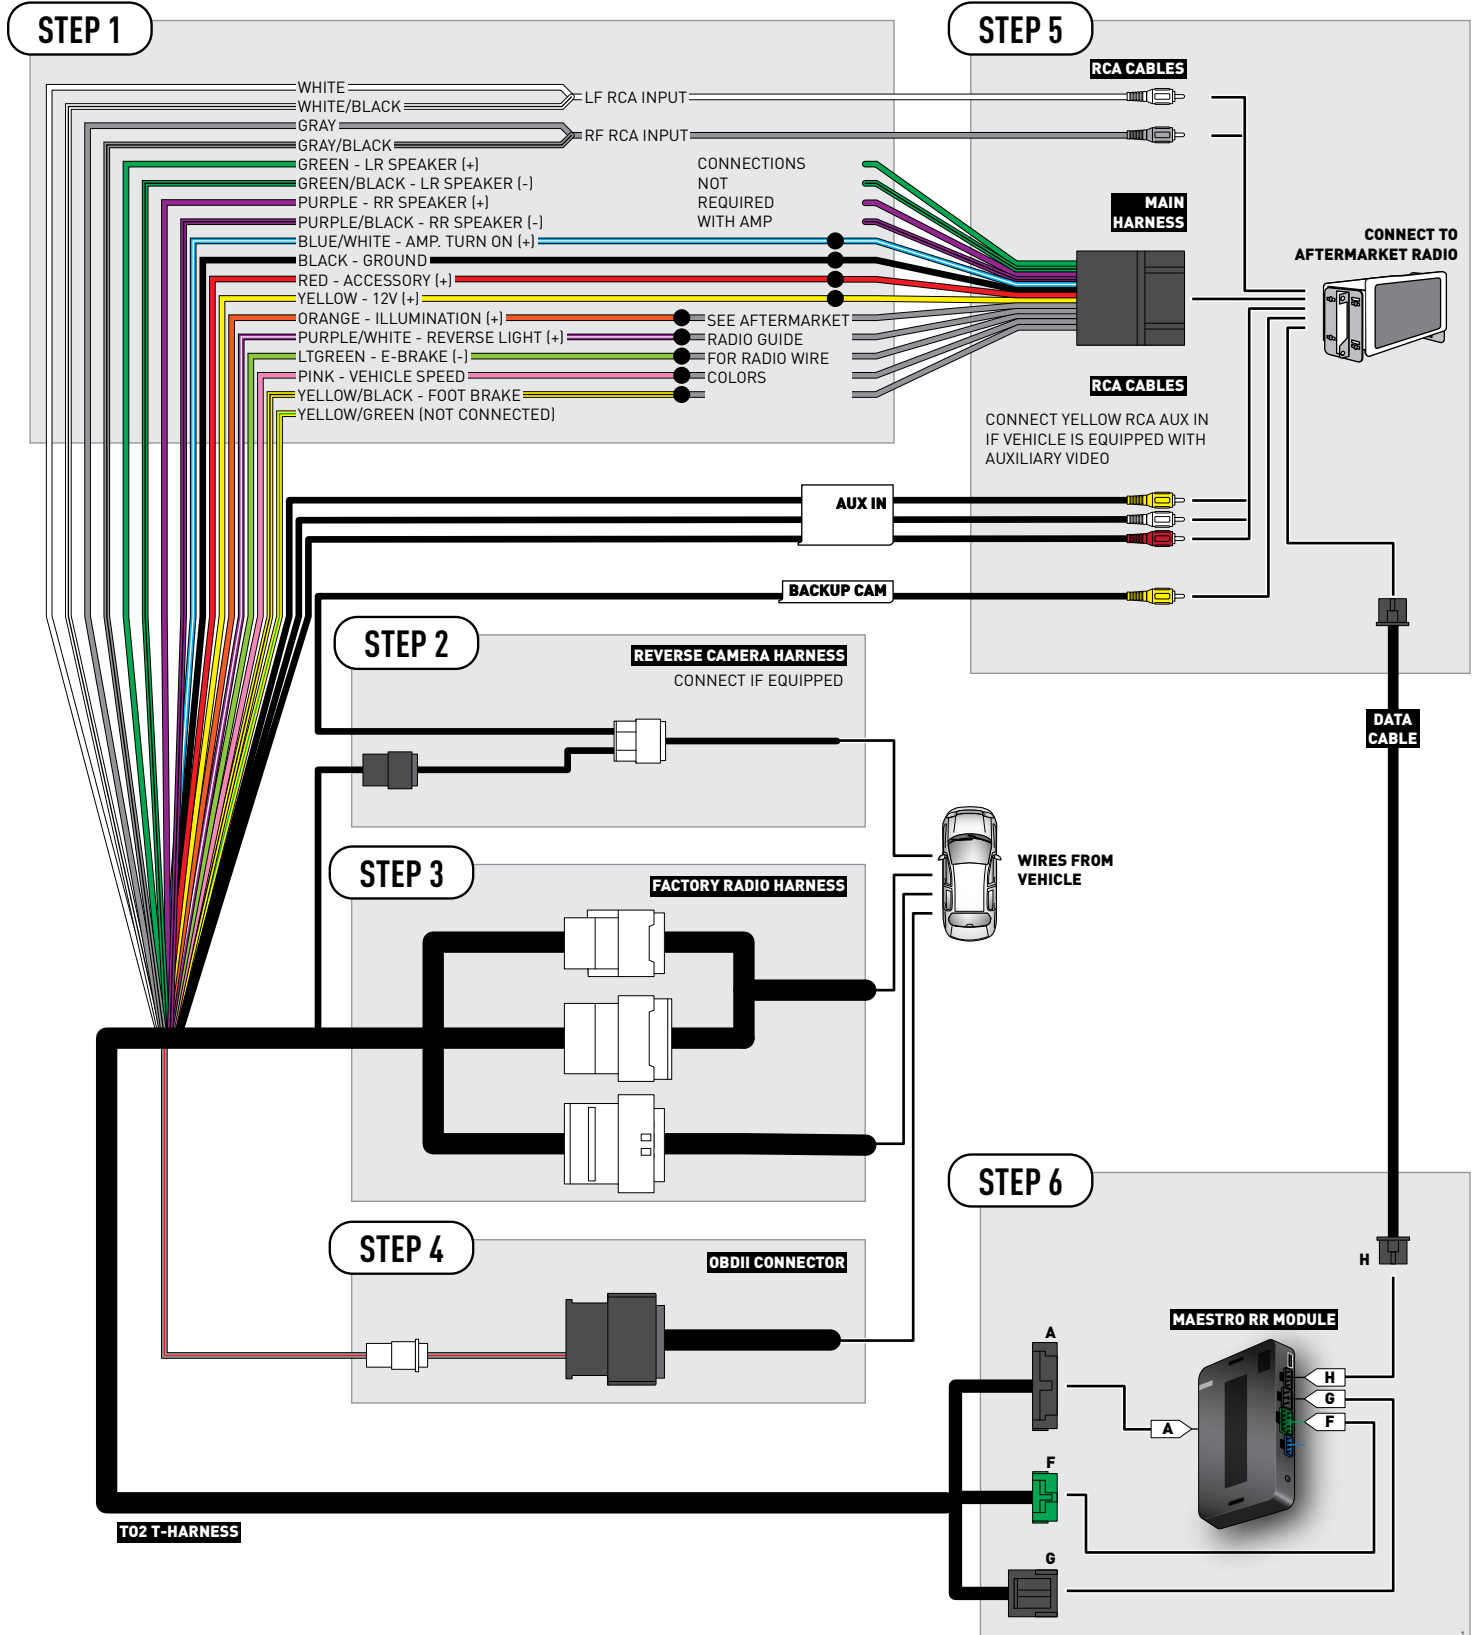 STEP 1
WHITE
WHITE/BLACK
LF RCA INPUT
GRAY
GRAY/BLACK
RF RCA INPUT
GREEN - LR SPEAKER (+)
GREEN/BLACK - LR SPEAKER (-)
PURPLE - RR SPEAKER (+)
PURPLE/BLACK - RR SPEAKER (-)
BLUE/WHITE - AMP. TURN ON (+)
BLACK - GROUND
RED - ACCESSORY (+)
YELLOW - 12V (+)
ORANGE - ILLUMINATION (+)
PURPLE/WHITE - REVERSE LIGHT (+)
LTGREEN - E-BRAKE (-)
PINK - VEHICLE SPEED
YELLOW/BLACK - FOOT BRAKE
YELLOW/GREEN (NOT CONNECTED)
CONNECTIONS
NOT
REQUIRED
WITH AMP
SEE AFTERMARKET
RADIO GUIDE
FOR RADIO WIRE
COLORS
STEP 5
RCA CABLES
MAIN
HARNESS
CONNECT TO
AFTERMARKET RADIO
RCA CABLES
CONNECT YELLOW RCA AUX IN
IF VEHICLE IS EQUIPPED WITH
AUXILIARY VIDEO
AUX IN
BACKUP CAM
STEP 2
REVERSE CAMERA HARNESS
CONNECT IF EQUIPPED
DATA
CABLE
STEP 3
FACTORY RADIO HARNESS
WIRES FROM
VEHICLE
STEP 4
OBDII CONNECTOR
STEP 6
H
MAESTRO RR MODULE
A
H
G
F
A
F
G
T02 T-HARNESS
1